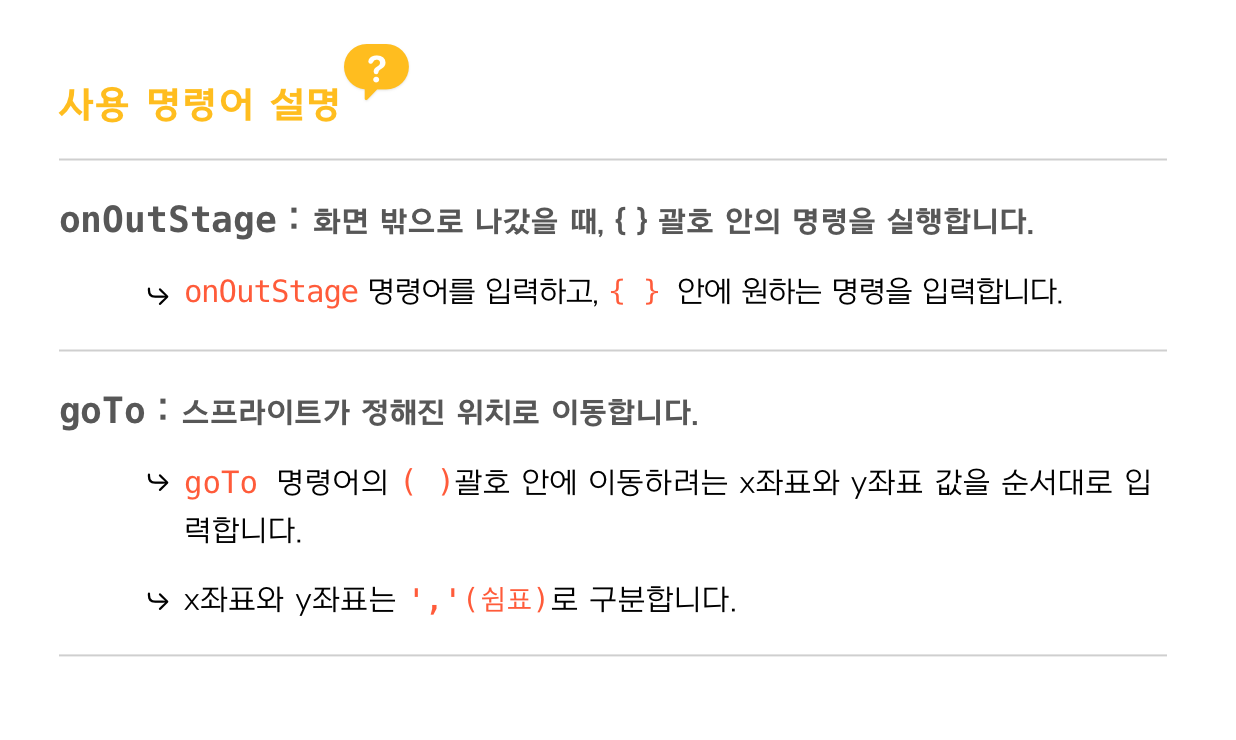 사용 명령어 설명 ?
onOutStage : 화면 밖으로 나갔을 때, { } 괄호 안의 명령을 실행합니다.
↪ onOutStage 명령어를 입력하고, { } 안에 원하는 명령을 입력합니다.
goTo : 스프라이트가 정해진 위치로 이동합니다.
↪ goTo 명령어의 ( )괄호 안에 이동하려는 x좌표와 y좌표 값을 순서대로 입
력합니다.
↪ x좌표와 y좌표는 ','(쉼표)로 구분합니다.